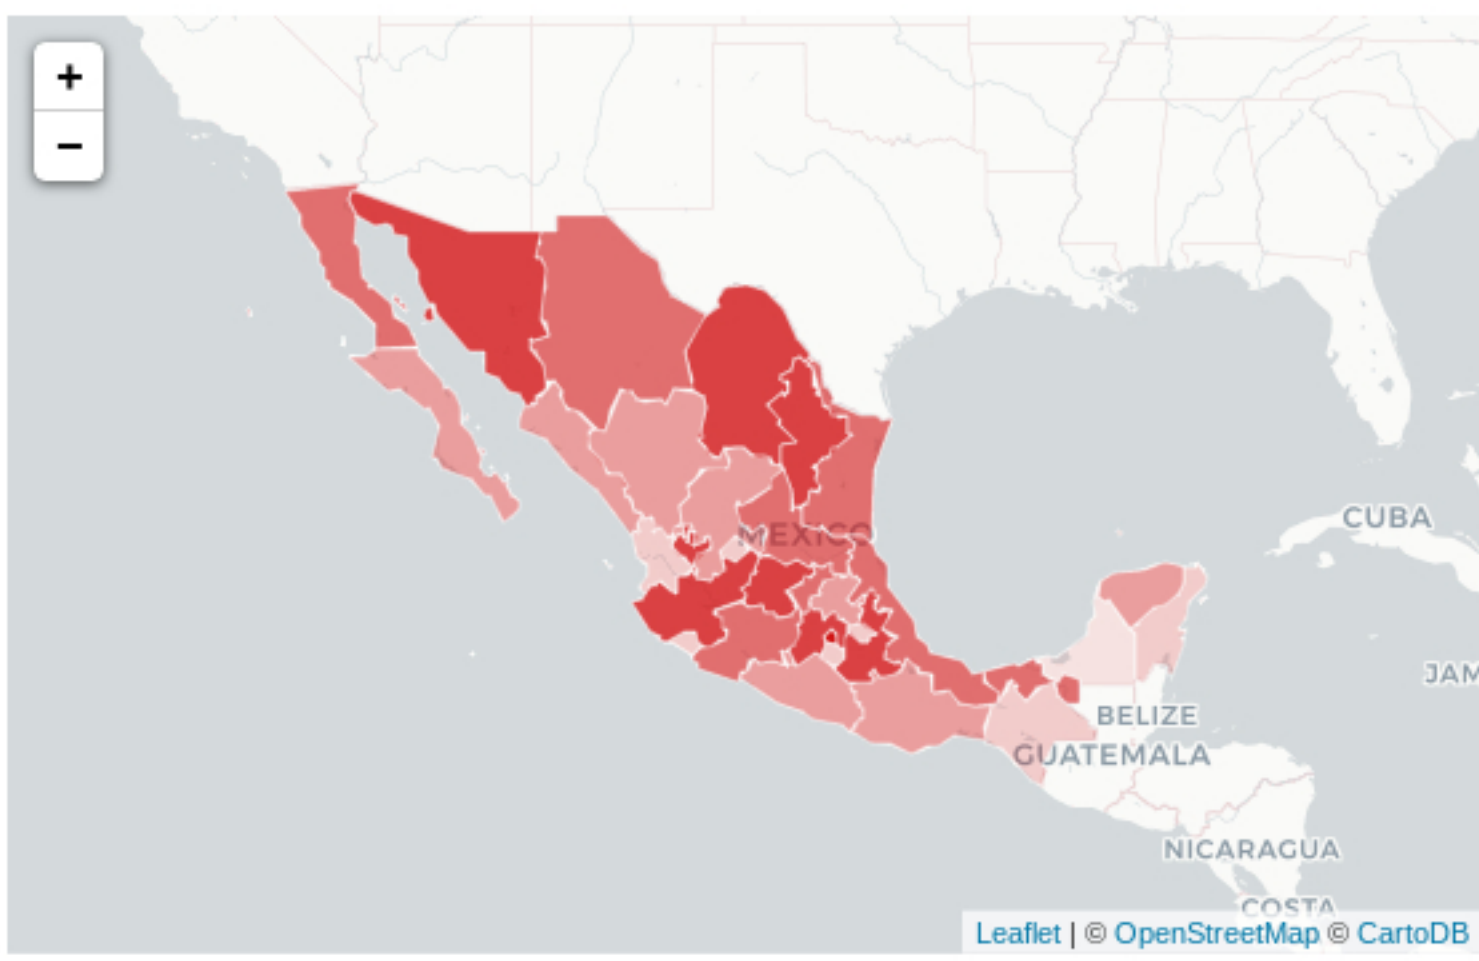 +
−
MEXICO
CUBA
JAM
BELIZE
GUATEMALA
NICARAGUA
COSTA
Leaflet | © OpenStreetMap © CartoDB